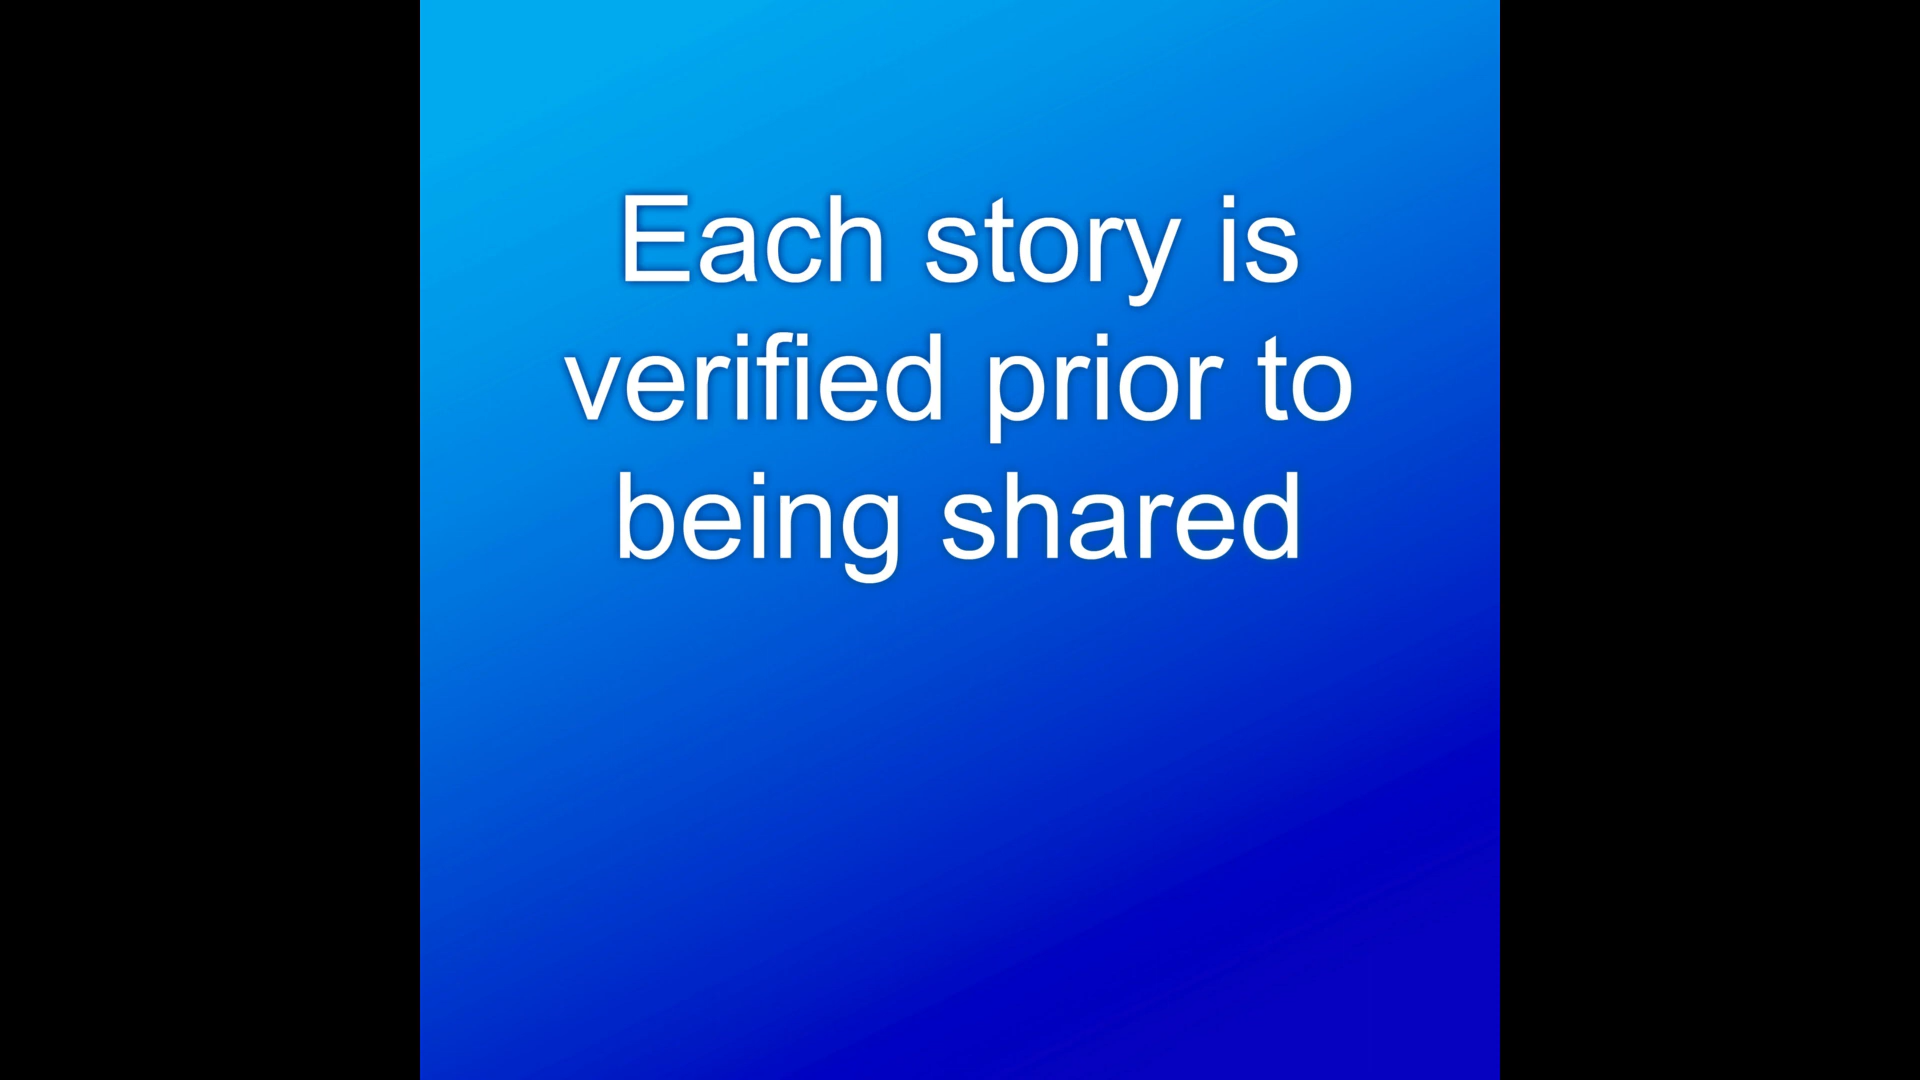 Each story is
verified prior to
being shared